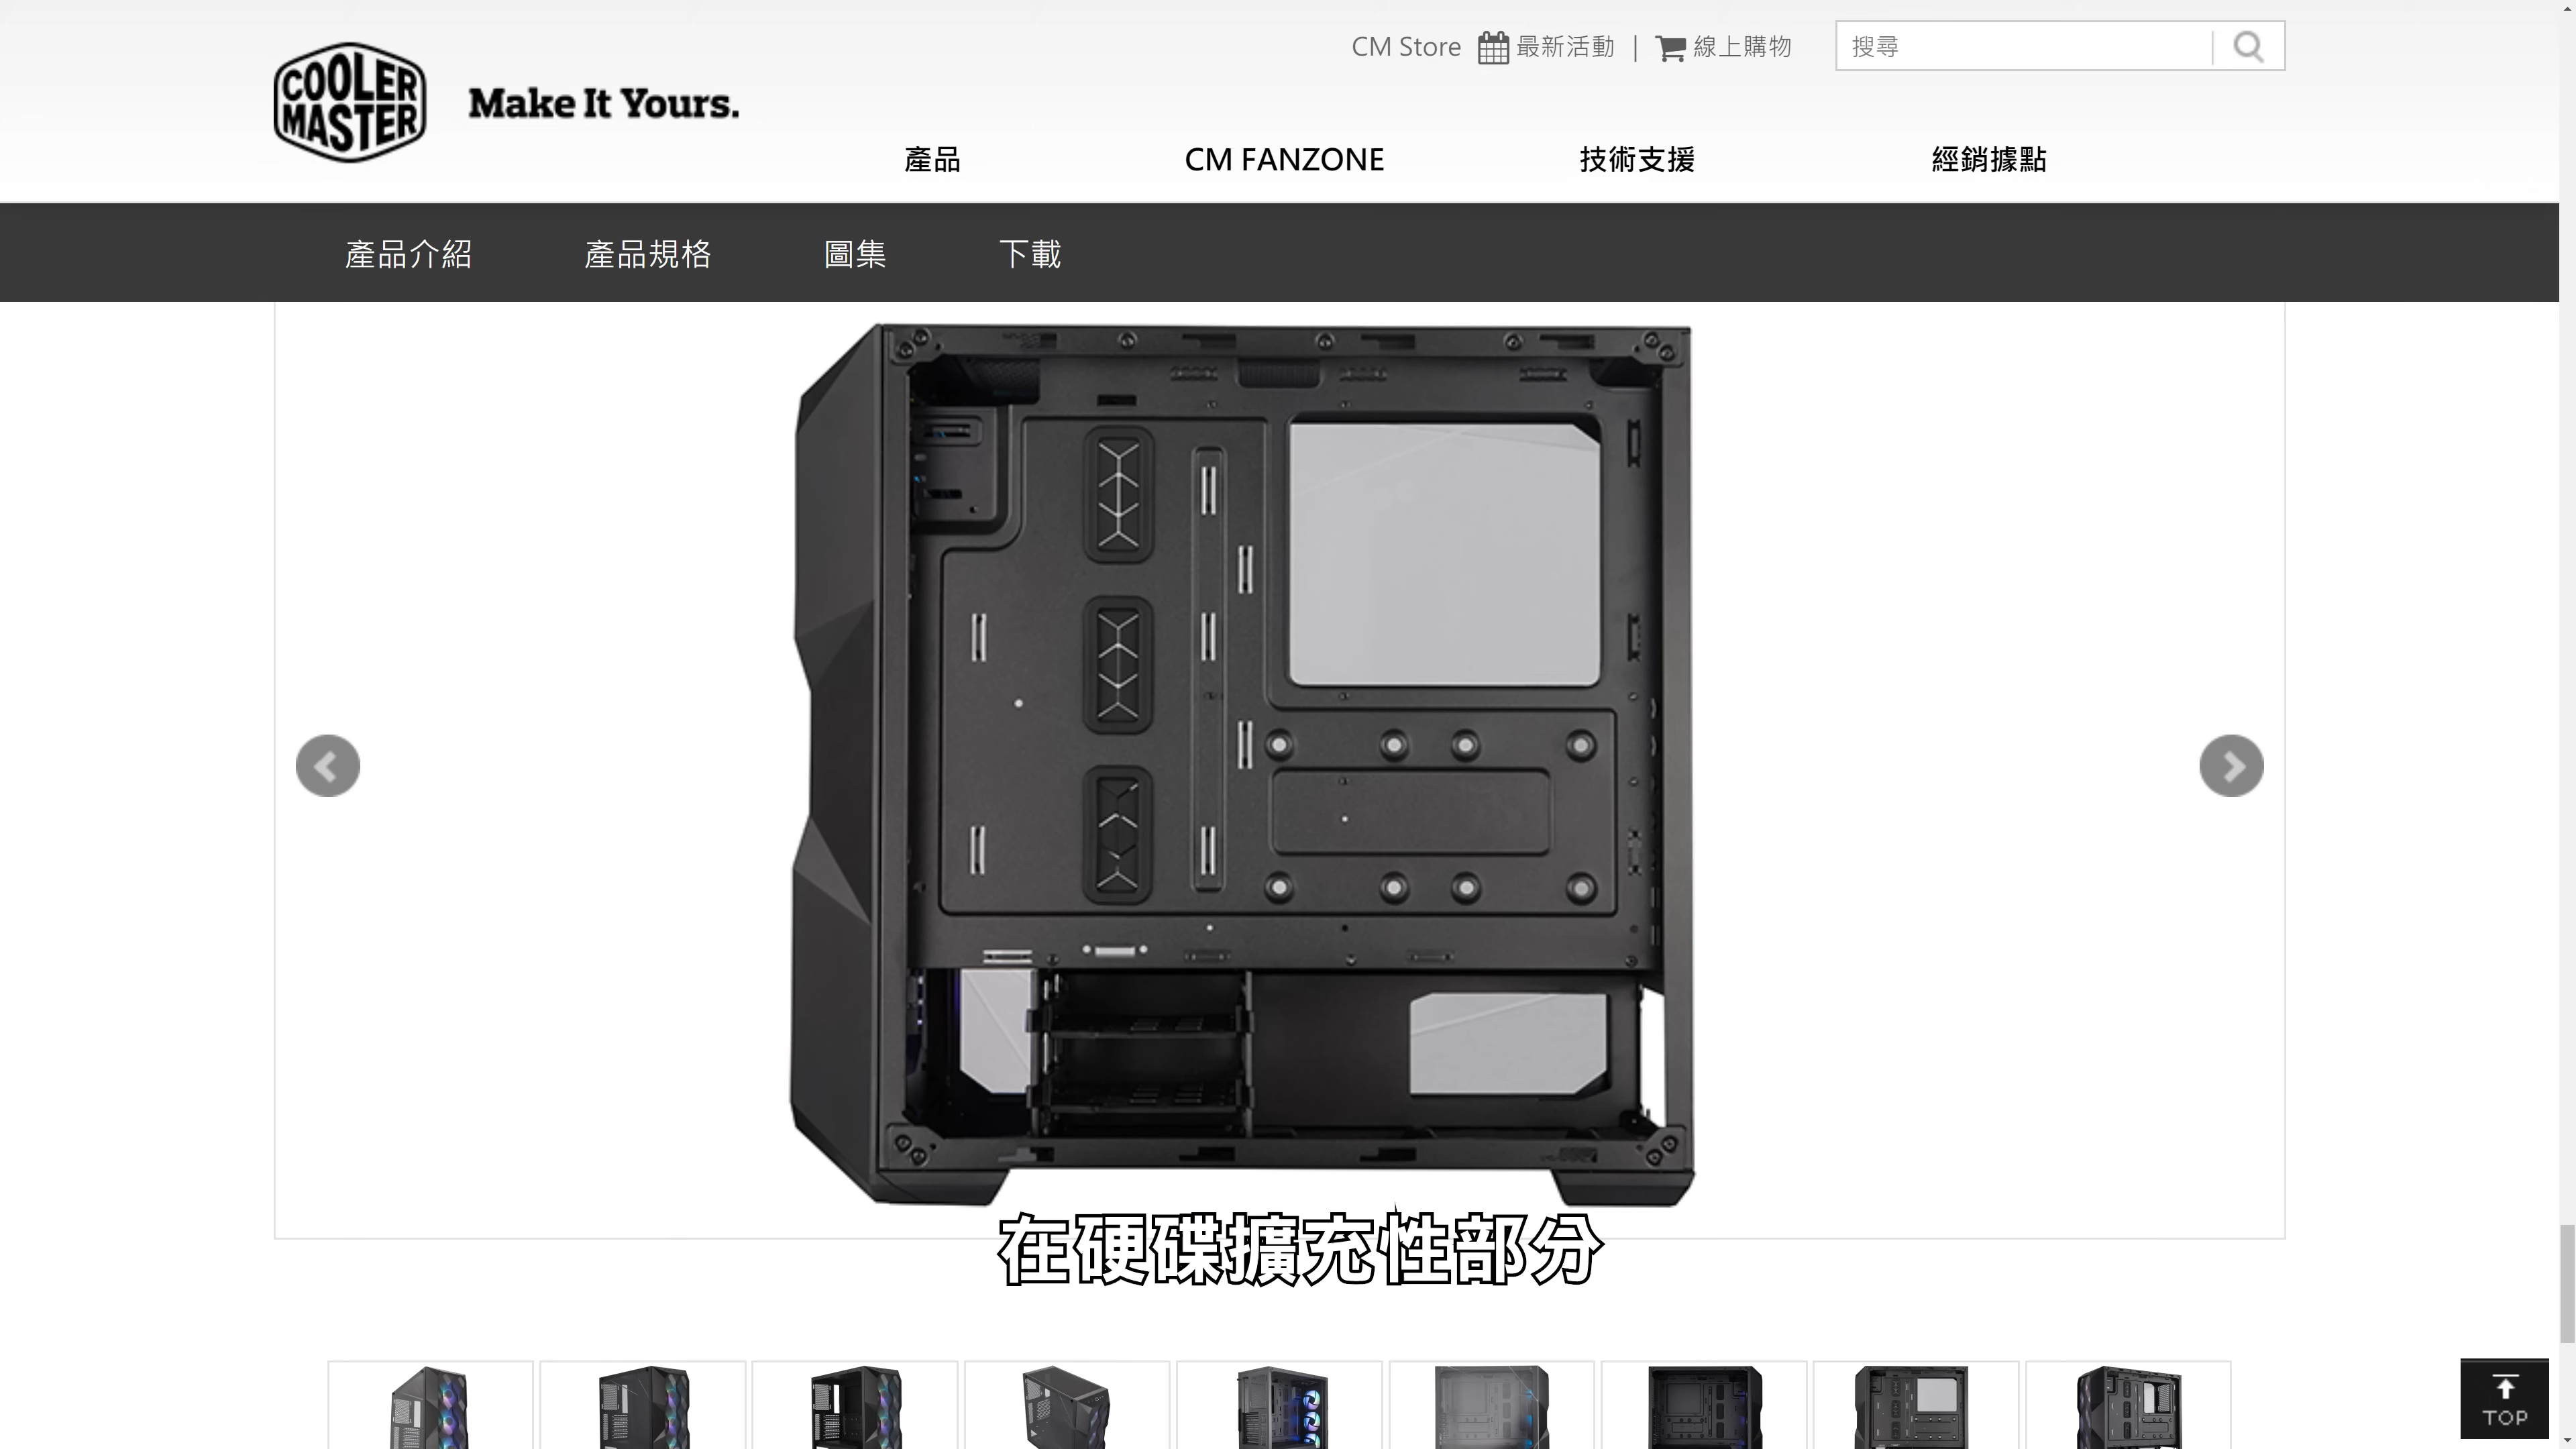 CM Store 最新活動 | 線上購物 搜尋
COOLER
MASTER
Make It Yours.
產品 CM FANZONE 技術支援 經銷據點
產品介紹 產品規格 圖集 下載
在硬碟擴充性部分
TOP